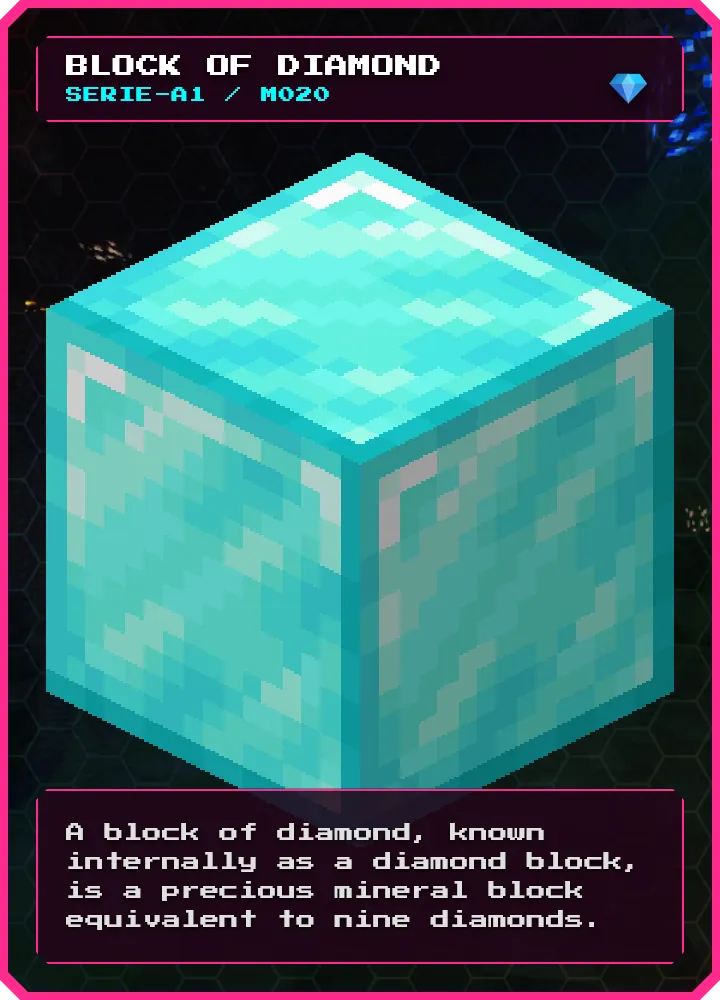 BLOCK OF DIAMOND
SERIE-A1 / M020
A block of diamond, known
internally as a diamond block,
is a precious mineral block
equivalent to nine diamonds.